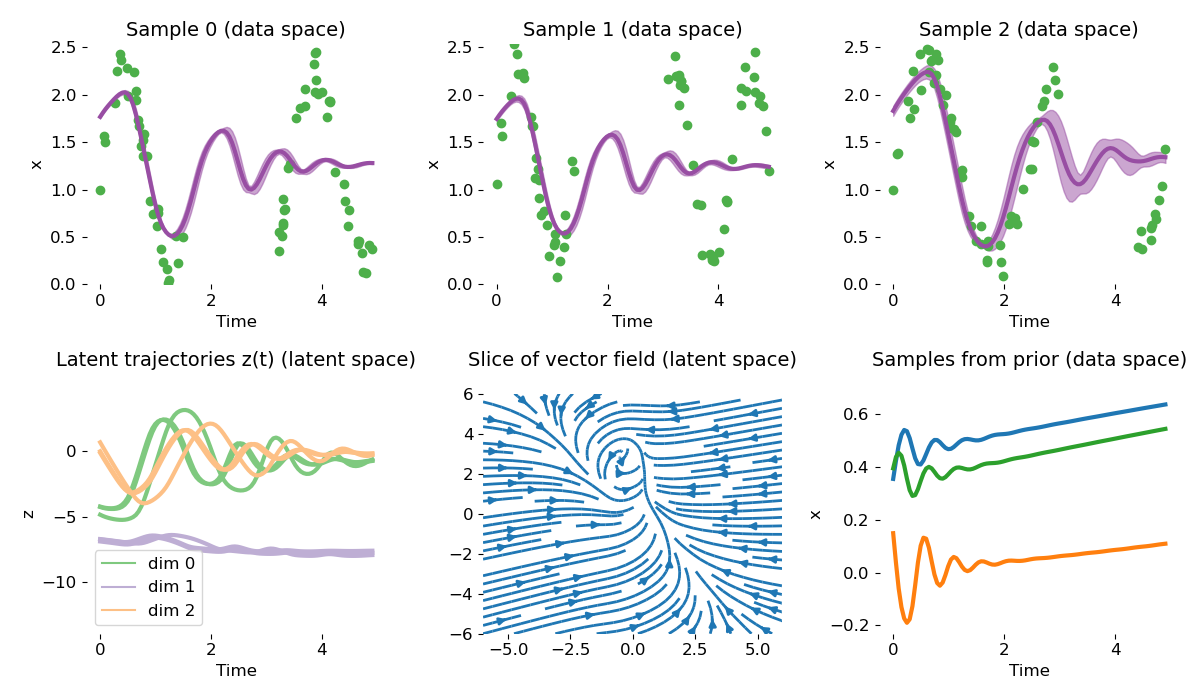 Sample 0 (data space)
2.5
2.0
1.5
1.0
0.5
0.0
x
0 2 4
Time
Sample 1 (data space)
2.5
2.0
1.5
1.0
0.5
0.0
x
0 2 4
Time
Sample 2 (data space)
2.5
2.0
1.5
1.0
0.5
0.0
x
0 2 4
Time
Latent trajectories z(t) (latent space)
0
−5
−10
z
dim 0
dim 1
dim 2
0 2 4
Time
Slice of vector field (latent space)
6
4
2
0
−2
−4
−6
−5.0 −2.5 0.0 2.5 5.0
Samples from prior (data space)
0.6
0.4
0.2
0.0
−0.2
x
0 2 4
Time